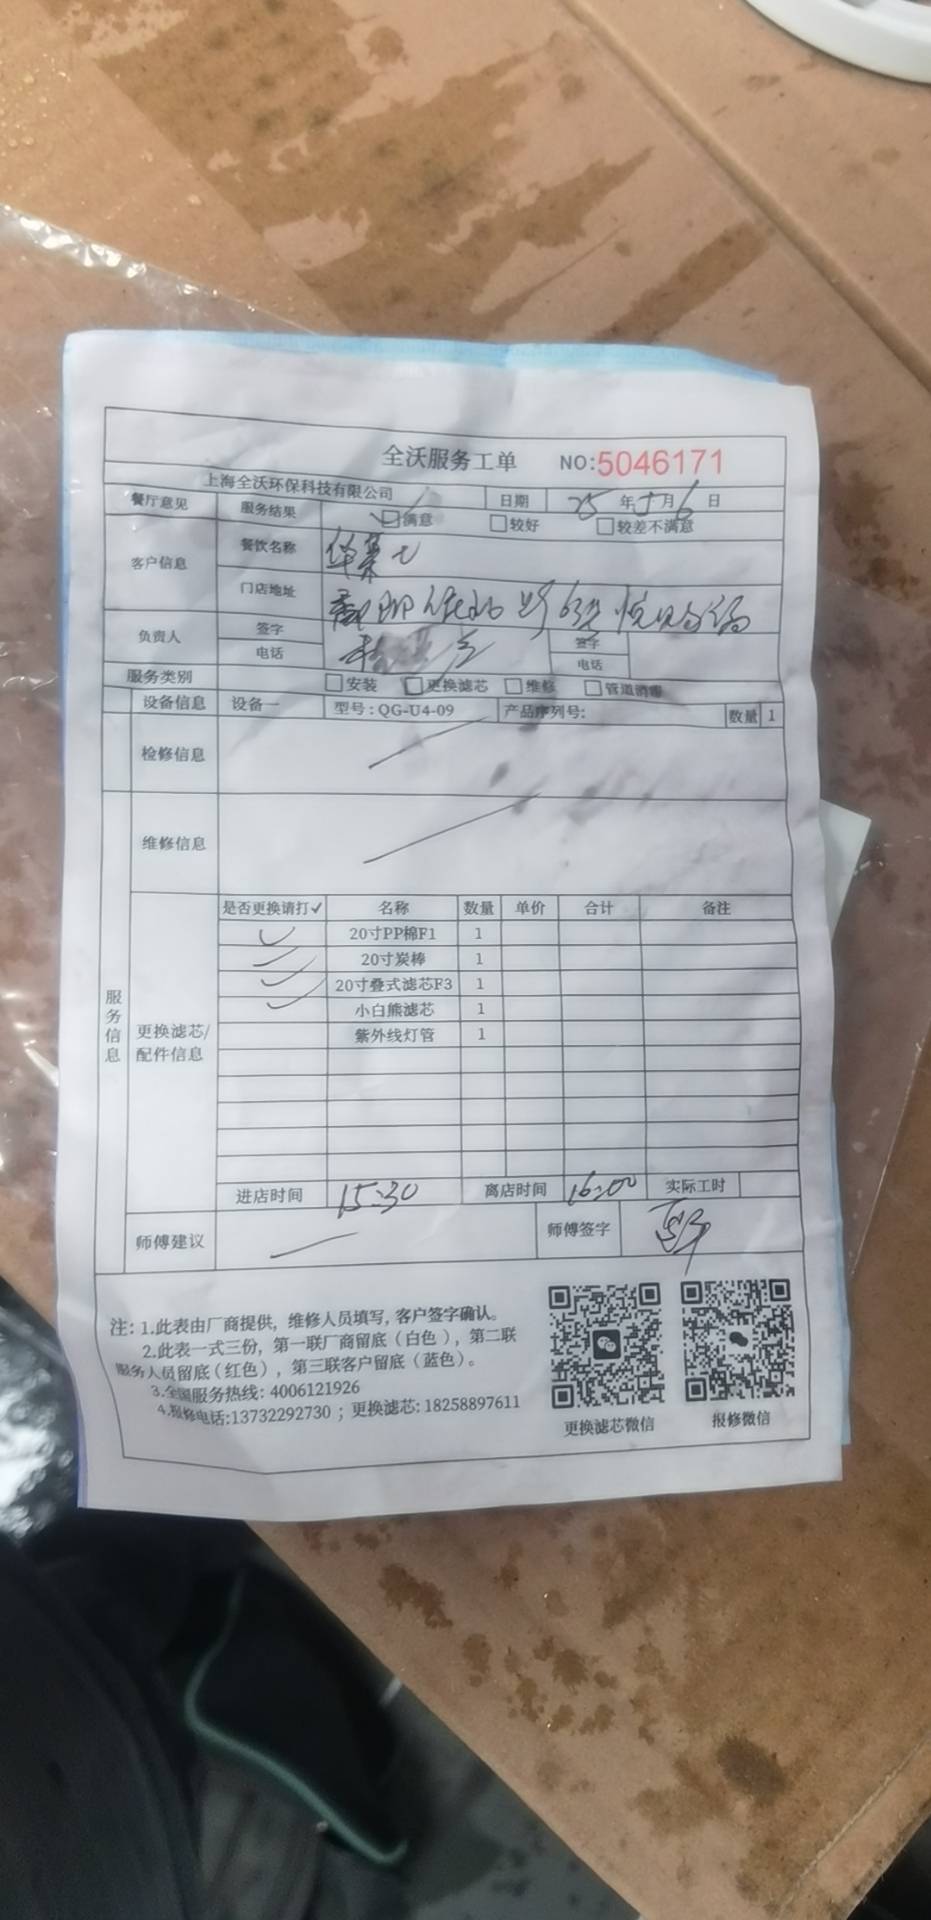 全沃服务工单 NO:5046171
上海全沃环保科技有限公司 日期 25年5月6日
餐厅意见 服务结果 满意 较好 较差不满意
客户信息 餐饮名称 华莱士
门店地址
负责人 签字 签字
电话 电话
服务类别 安装 更换滤芯 维修 管道消毒
设备信息 设备一 型号:QG-U4-09 产品序列号: 数量 1
检修信息
维修信息
服务信息
更换滤芯/配件信息
是否更换请打✓ 名称 数量 单价 合计 备注
✓ 20寸PP棉F1 1
✓ 20寸炭棒 1
✓ 20寸叠式滤芯F3 1
✓ 小白熊滤芯 1
紫外线灯管 1
进店时间 15:30 离店时间 16:00 实际工时
师傅建议 师傅签字
注: 1.此表由厂商提供，维修人员填写,客户签字确认。
2.此表一式三份，第一联厂商留底（白色），第二联
服务人员留底（红色），第三联客户留底（蓝色）。
3.全国服务热线: 4006121926
4.报修电话:13732292730 ；更换滤芯: 18258897611
更换滤芯微信 报修微信